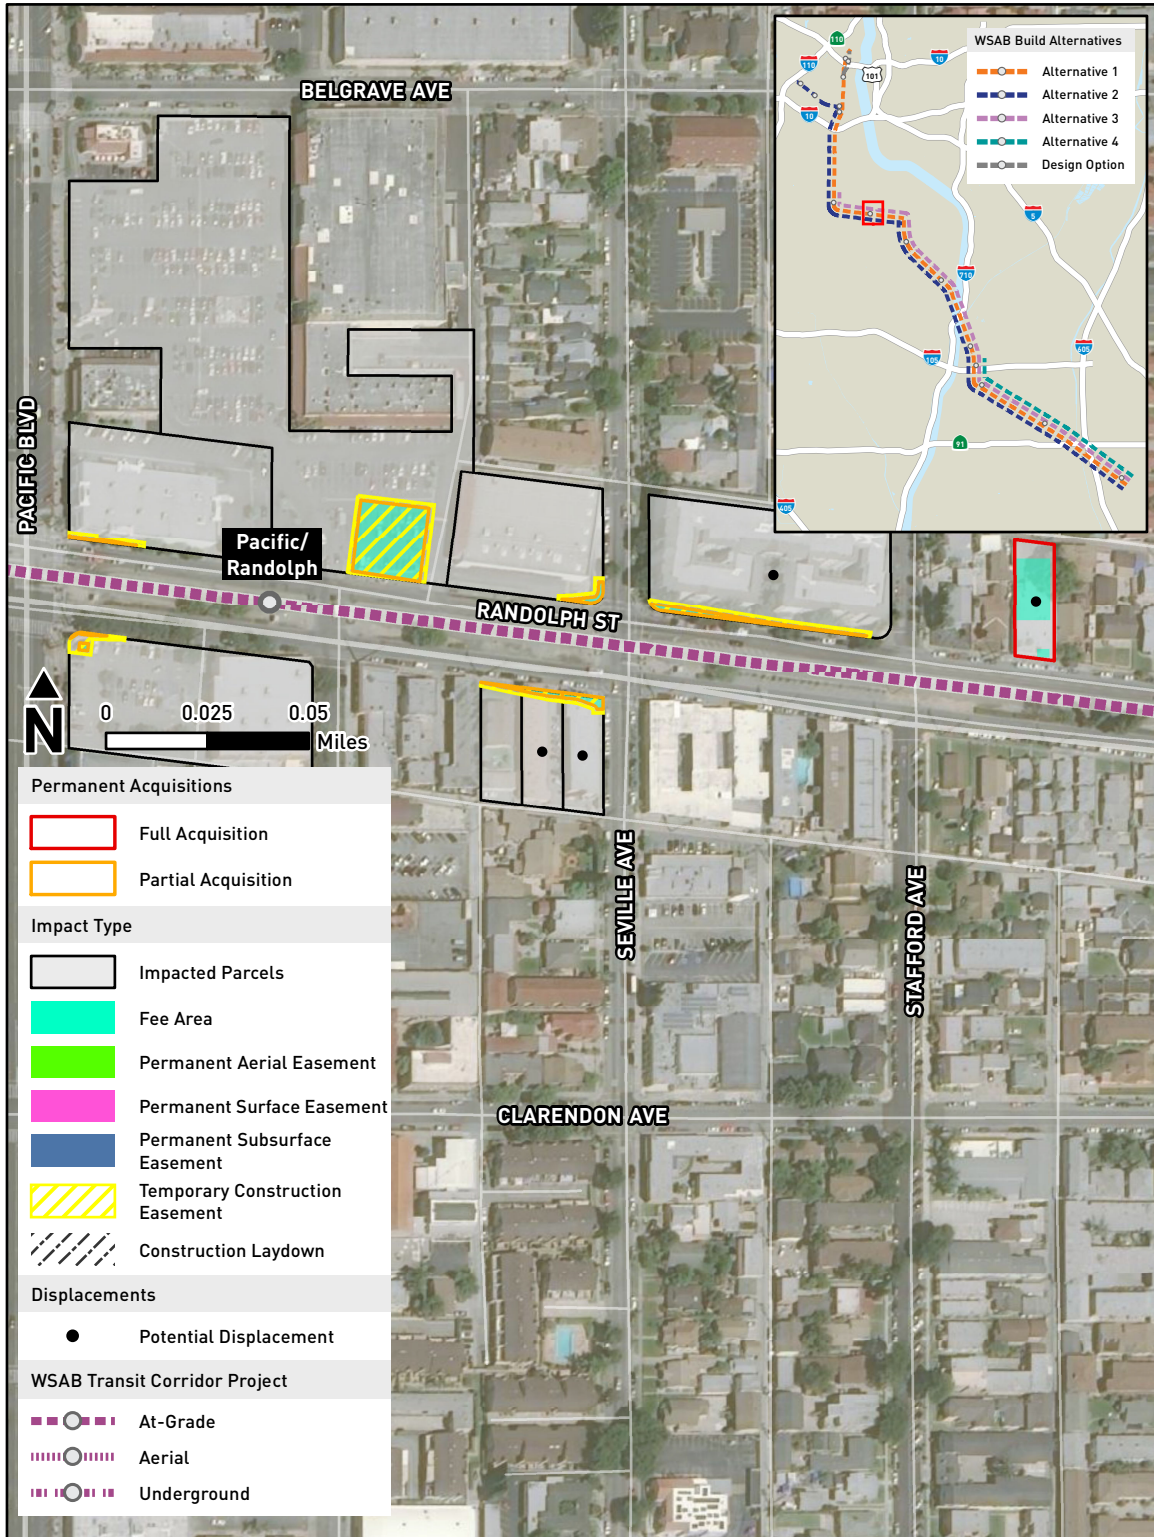 BELGRAVE AVE
PACIFIC BLVD
Pacific/
Randolph
RANDOLPH ST
SEVILLE AVE
STAFFORD AVE
CLARENDON AVE
WSAB Build Alternatives
Alternative 1
Alternative 2
Alternative 3
Alternative 4
Design Option
110
110
101
10
10
5
710
105
605
91
405
N
0 0.025 0.05
Miles
Permanent Acquisitions
Full Acquisition
Partial Acquisition
Impact Type
Impacted Parcels
Fee Area
Permanent Aerial Easement
Permanent Surface Easement
Permanent Subsurface
Easement
Temporary Construction
Easement
Construction Laydown
Displacements
Potential Displacement
WSAB Transit Corridor Project
At-Grade
Aerial
Underground